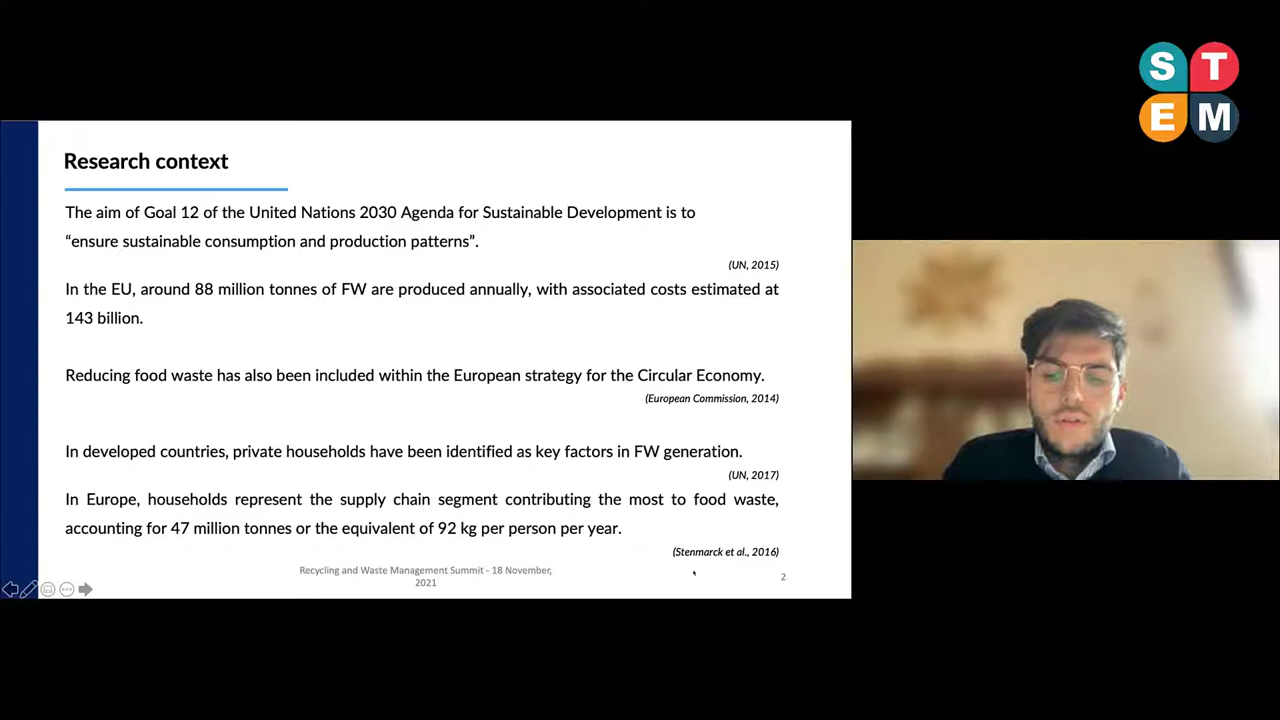 S T
E M
Research context
The aim of Goal 12 of the United Nations 2030 Agenda for Sustainable Development is to
“ensure sustainable consumption and production patterns”.
(UN, 2015)
In the EU, around 88 million tonnes of FW are produced annually, with associated costs estimated at
143 billion.
Reducing food waste has also been included within the European strategy for the Circular Economy.
(European Commission, 2014)
In developed countries, private households have been identified as key factors in FW generation.
(UN, 2017)
In Europe, households represent the supply chain segment contributing the most to food waste,
accounting for 47 million tonnes or the equivalent of 92 kg per person per year.
(Stenmarck et al., 2016)
Recycling and Waste Management Summit - 18 November,
2021
2